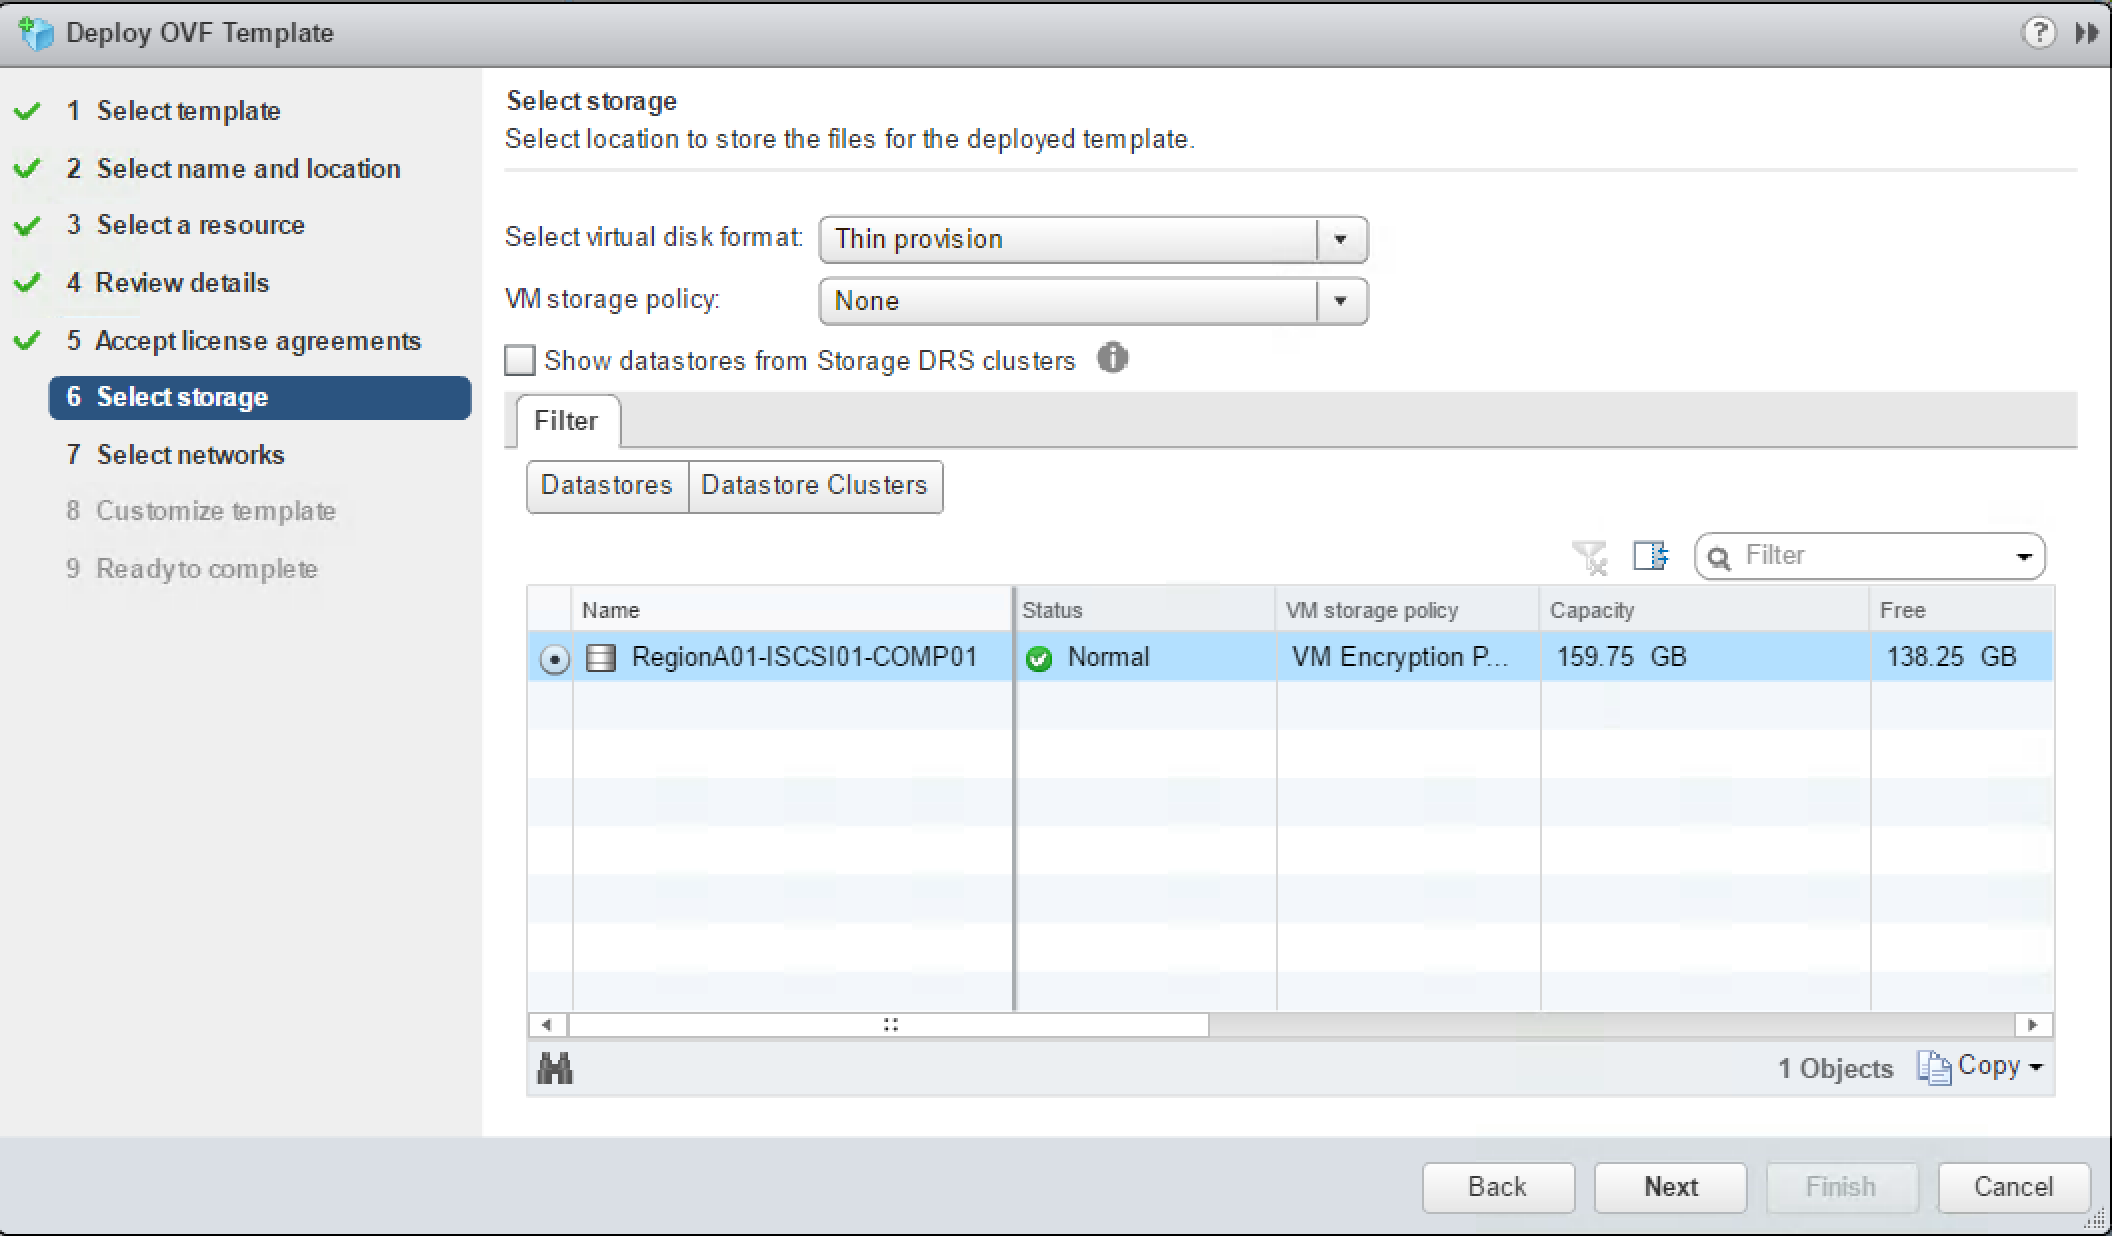 Deploy OVF Template
?
1 Select template
2 Select name and location
3 Select a resource
4 Review details
5 Accept license agreements
6 Select storage
7 Select networks
8 Customize template
9 Ready to complete
Select storage
Select location to store the files for the deployed template.
Select virtual disk format: Thin provision
VM storage policy: None
Show datastores from Storage DRS clusters
Filter
Datastores Datastore Clusters
Filter
Name Status VM storage policy Capacity Free
RegionA01-ISCSI01-COMP01 Normal VM Encryption P... 159.75 GB 138.25 GB
1 Objects Copy
Back Next Finish Cancel